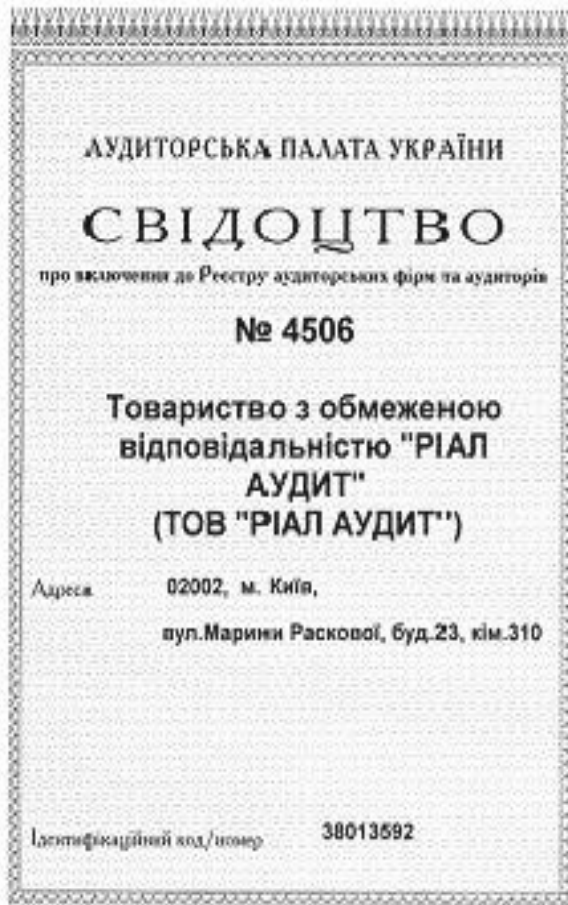 АУДИТОРСЬКА ПАЛАТА УКРАЇНИ
СВІДОЦТВО
про включення до Реєстру аудиторських фірм та аудиторів
№ 4506
Товариство з обмеженою
відповідальністю "РІАЛ
АУДИТ"
(ТОВ "РІАЛ АУДИТ")
Адреса 02002, м. Київ,
вул.Марини Раскової, буд.23, кім.310
Ідентифікаційний код/номер 38013592